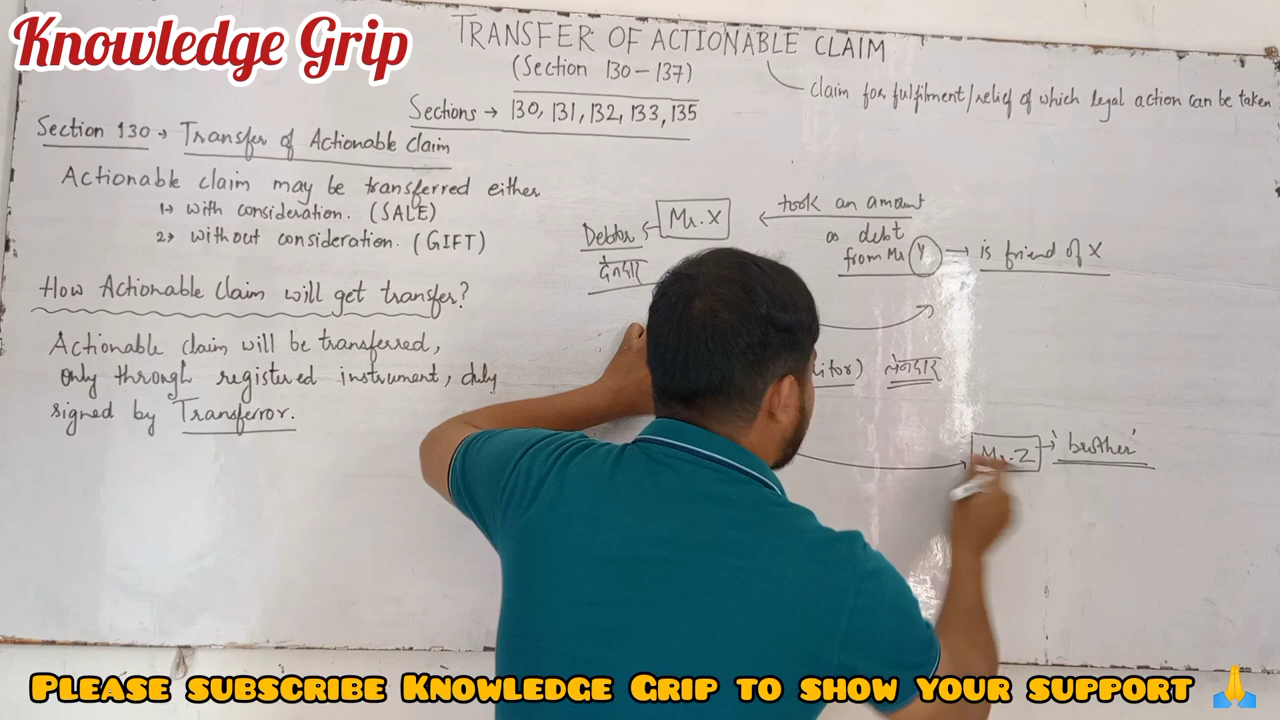 Knowledge Grip
TRANSFER OF ACTIONABLE CLAIM
(Section 130-137)
claim for fulfilment/relief of which legal action can be taken
Sections → 130, 131, 132, 133, 135
Section 130 → Transfer of Actionable claim
Actionable claim may be transferred either
1→ with consideration. (SALE)
2→ without consideration. (GIFT)
How Actionable Claim will get transfer?
Actionable claim will be transferred,
only through registered instrument, duly
signed by Transferror.
Mr. X
Debtor
देनदार
took an amount
as debt
from Mr Y → is friend of X
itor) लेनदार
Mr. Z → 'brother'
PLEASE SUBSCRIBE KNOWLEDGE GRIP TO SHOW YOUR SUPPORT 🙏